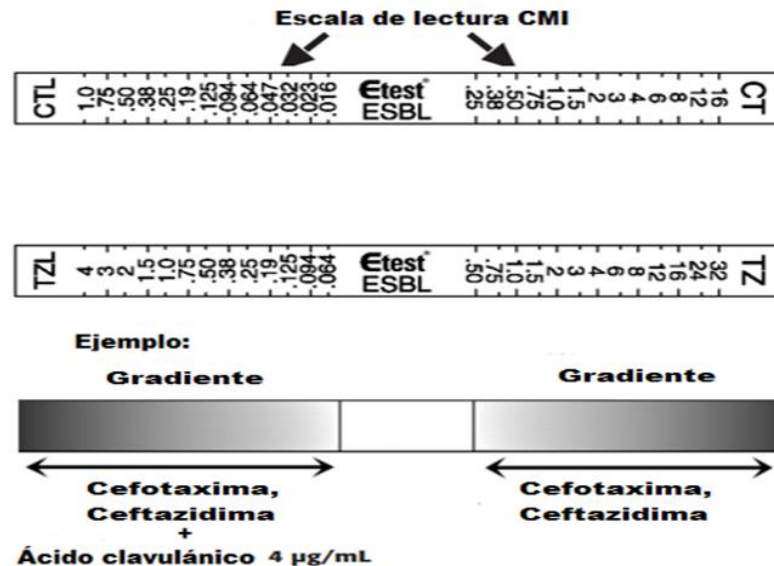 Escala de lectura CMI
CTL 1.0 .75 .50 .38 .25 .19 .125 .094 .064 .047 .032 .023 .016 Etest® ESBL .25 .38 .50 .75 1.0 1.5 2 3 4 6 8 12 16 CT
TZL 4 3 2 1.5 1.0 .75 .50 .38 .25 .19 .125 .094 .064 Etest® ESBL .50 .75 1.0 1.5 2 3 4 6 8 12 16 24 32 TZ
Ejemplo:
Gradiente
Gradiente
Cefotaxima,
Ceftazidima
+
Ácido clavulánico 4 µg/mL
Cefotaxima,
Ceftazidima